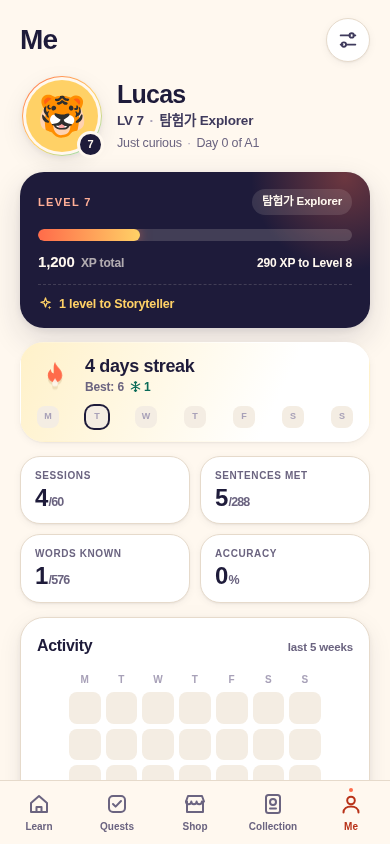 Me
7
Lucas
LV 7 · 탐험가 Explorer
Just curious · Day 0 of A1
LEVEL 7
탐험가 Explorer
1,200 XP total
290 XP to Level 8
1 level to Storyteller
4 days streak
Best: 6 1
M T W T F S S
SESSIONS
4/60
SENTENCES MET
5/288
WORDS KNOWN
1/576
ACCURACY
0%
Activity
last 5 weeks
M T W T F S S
Learn
Quests
Shop
Collection
Me